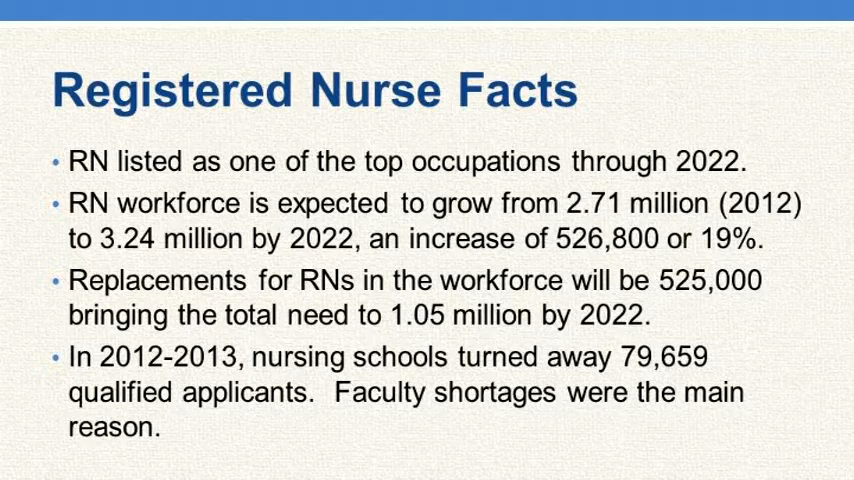 Registered Nurse Facts
• RN listed as one of the top occupations through 2022.
• RN workforce is expected to grow from 2.71 million (2012)
to 3.24 million by 2022, an increase of 526,800 or 19%.
• Replacements for RNs in the workforce will be 525,000
bringing the total need to 1.05 million by 2022.
• In 2012-2013, nursing schools turned away 79,659
qualified applicants.  Faculty shortages were the main
reason.